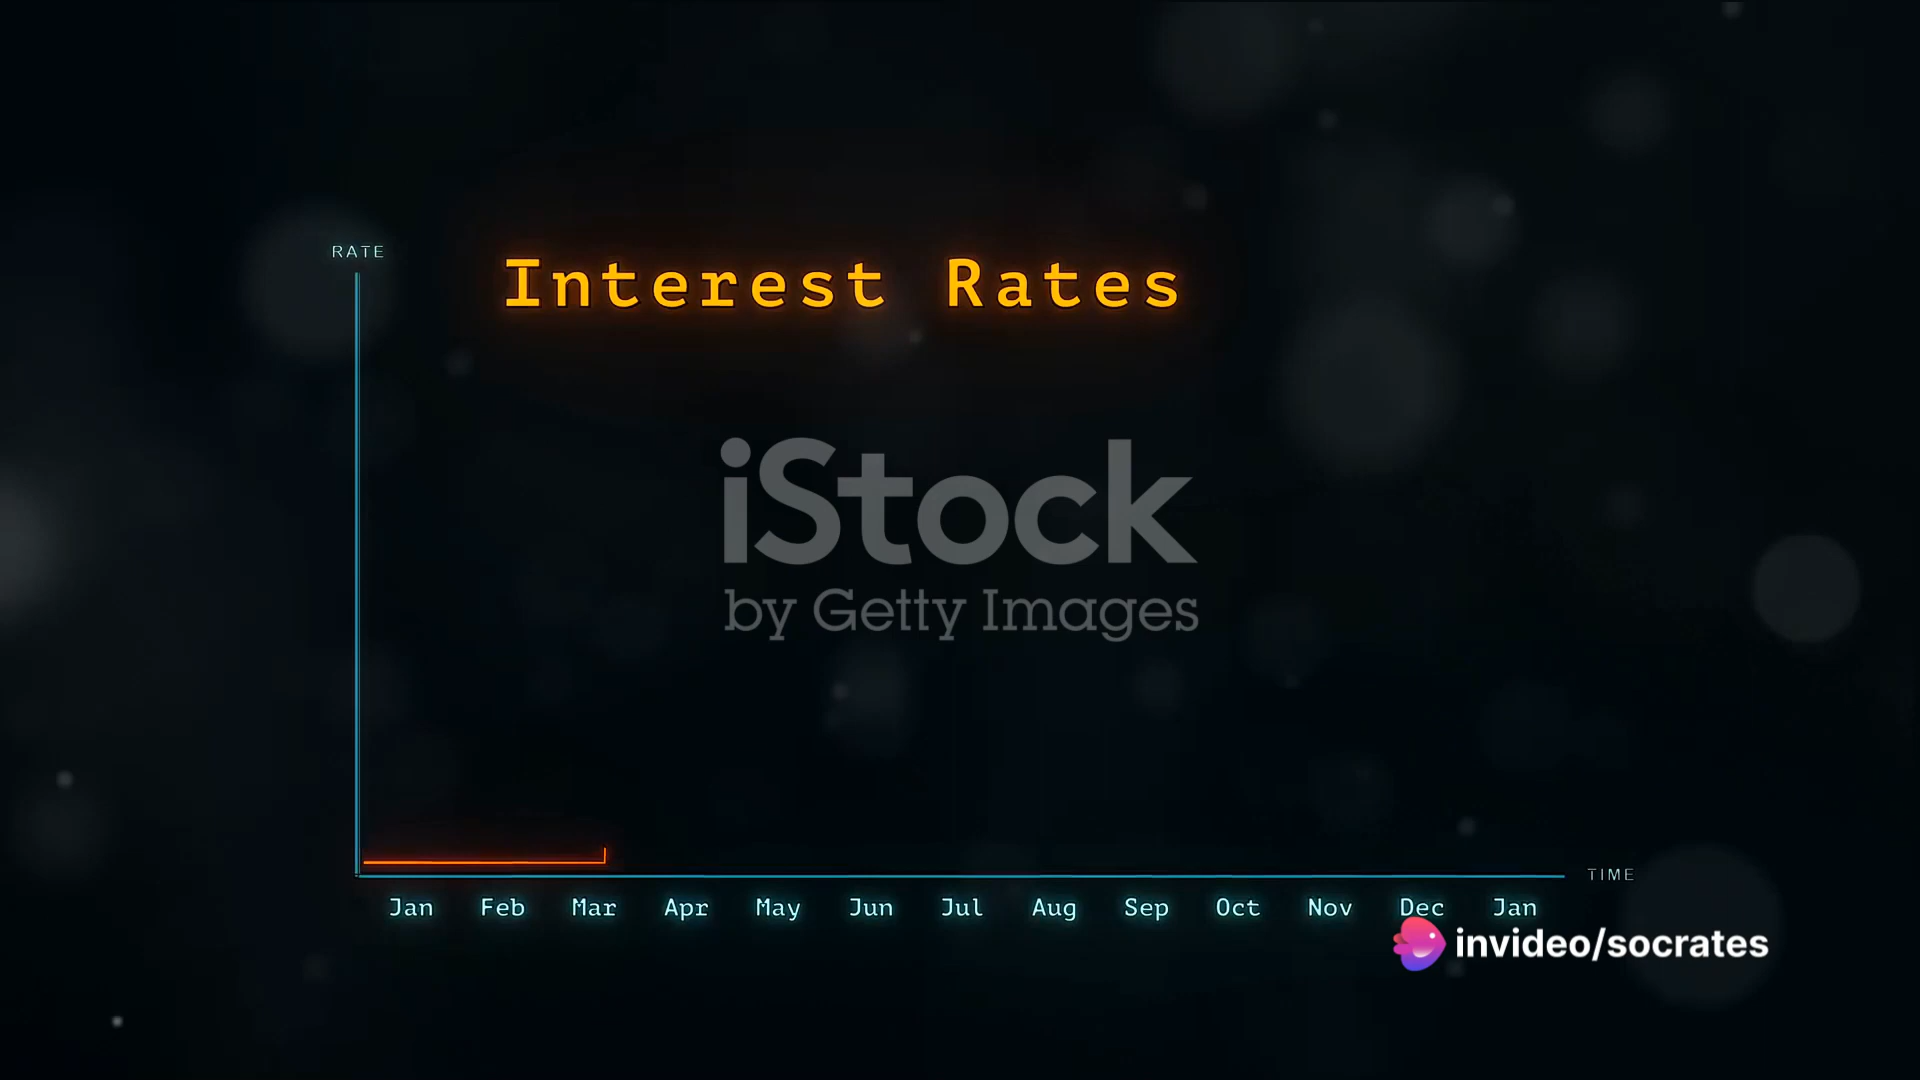 RATE
Interest Rates
iStock
by Getty Images
TIME
Jan Feb Mar Apr May Jun Jul Aug Sep Oct Nov Dec Jan
invideo/socrates